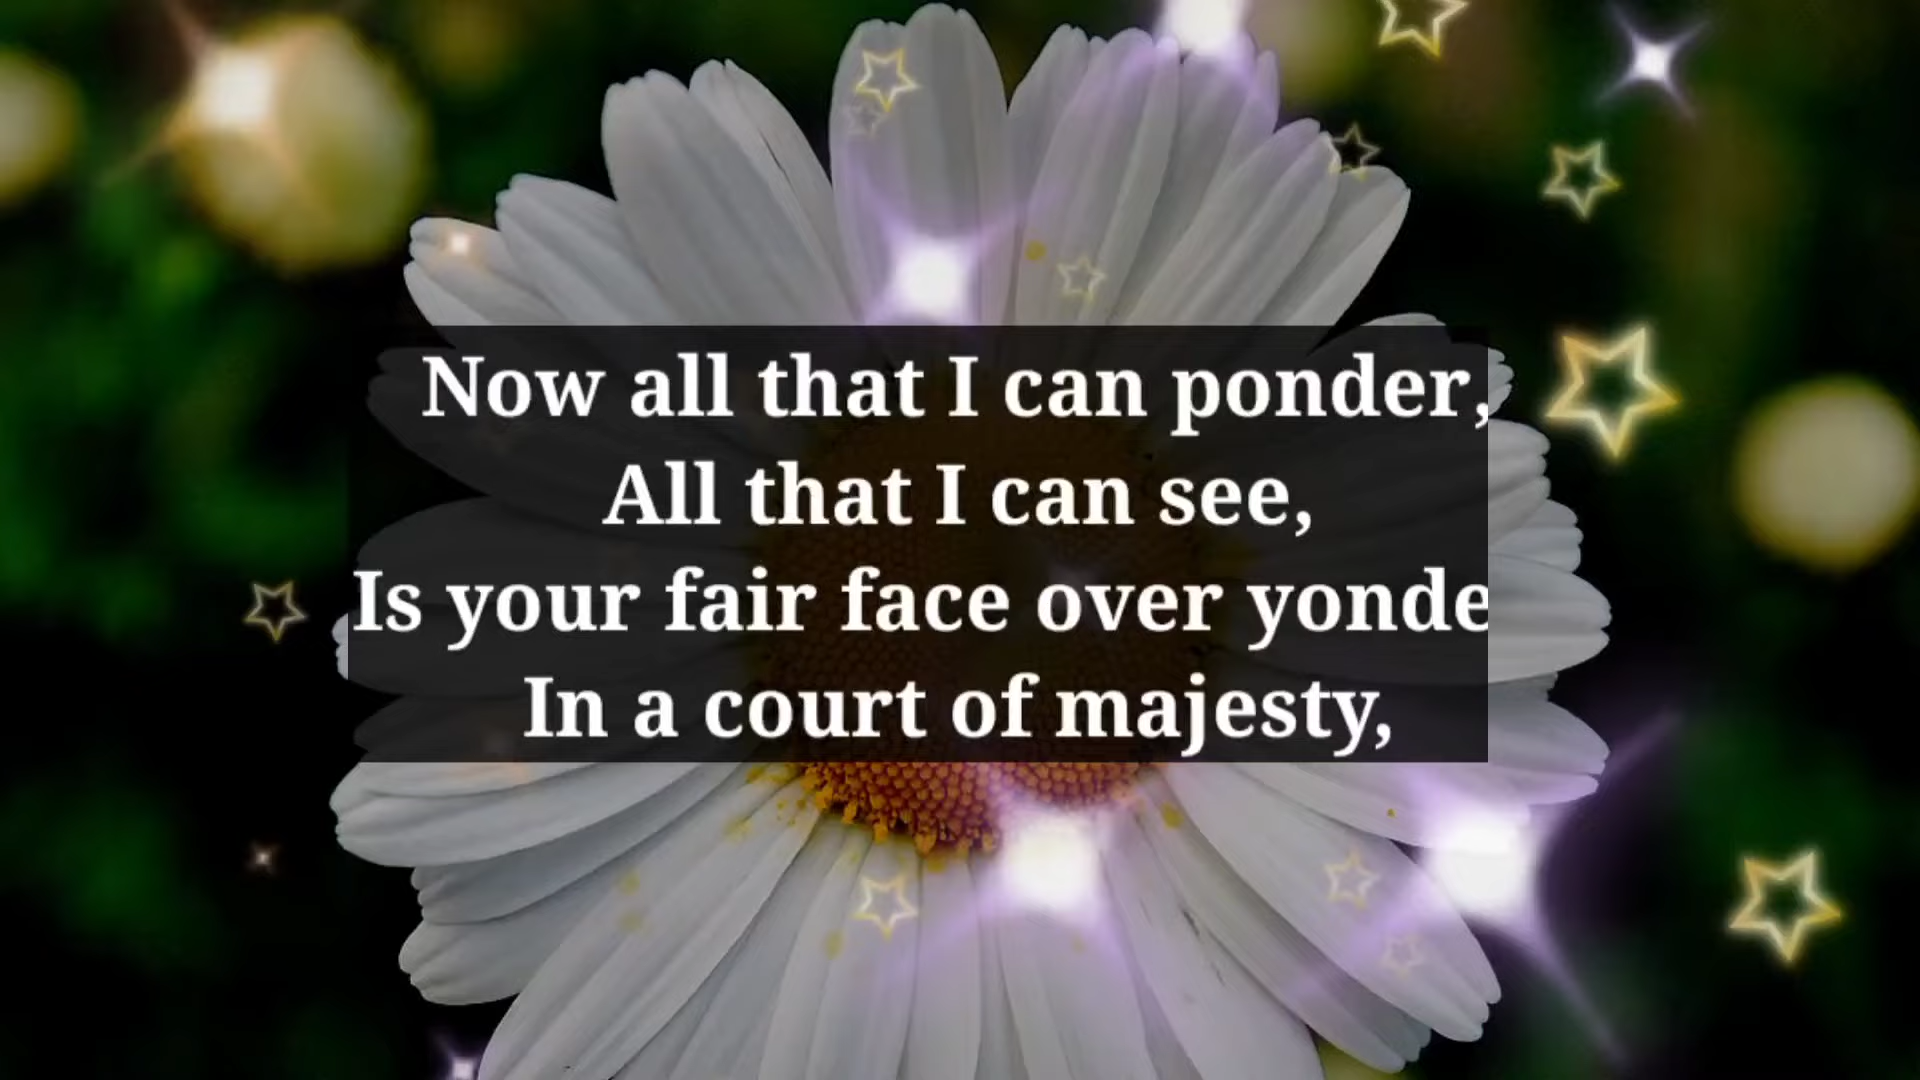 Now all that I can ponder,
All that I can see,
Is your fair face over yonde
In a court of majesty,